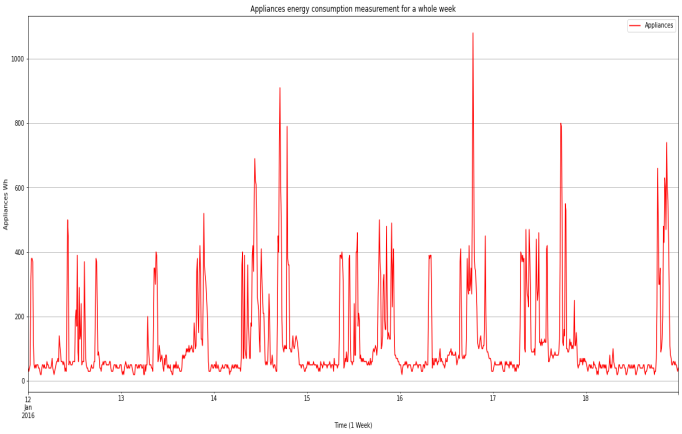 Appliances energy consumption measurement for a whole week
Appliances
1000
800
600
400
200
0
Appliances Wh
12
Jan
2016
13
14
15
16
17
18
Time (1 Week)